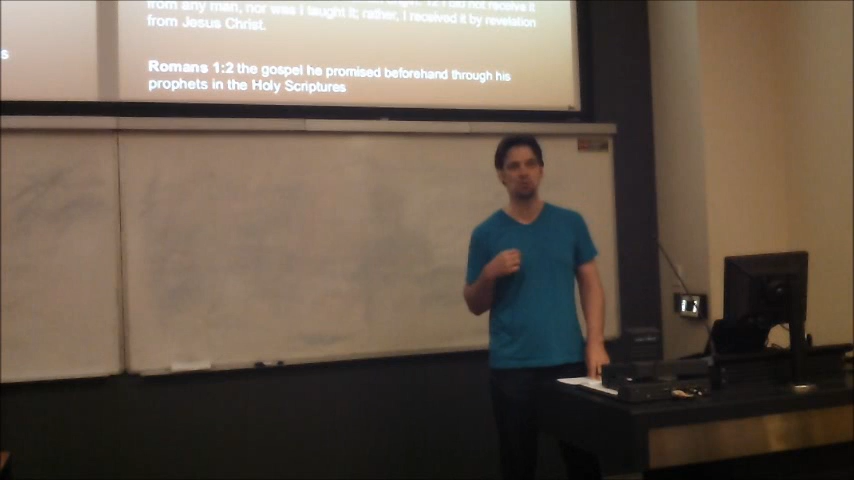 from any man, nor was I taught it; rather, I received it by revelation
from Jesus Christ.
Romans 1:2 the gospel he promised beforehand through his
prophets in the Holy Scriptures
s